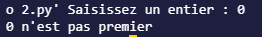 o 2.py' Saisissez un entier : 0
0 n'est pas premier